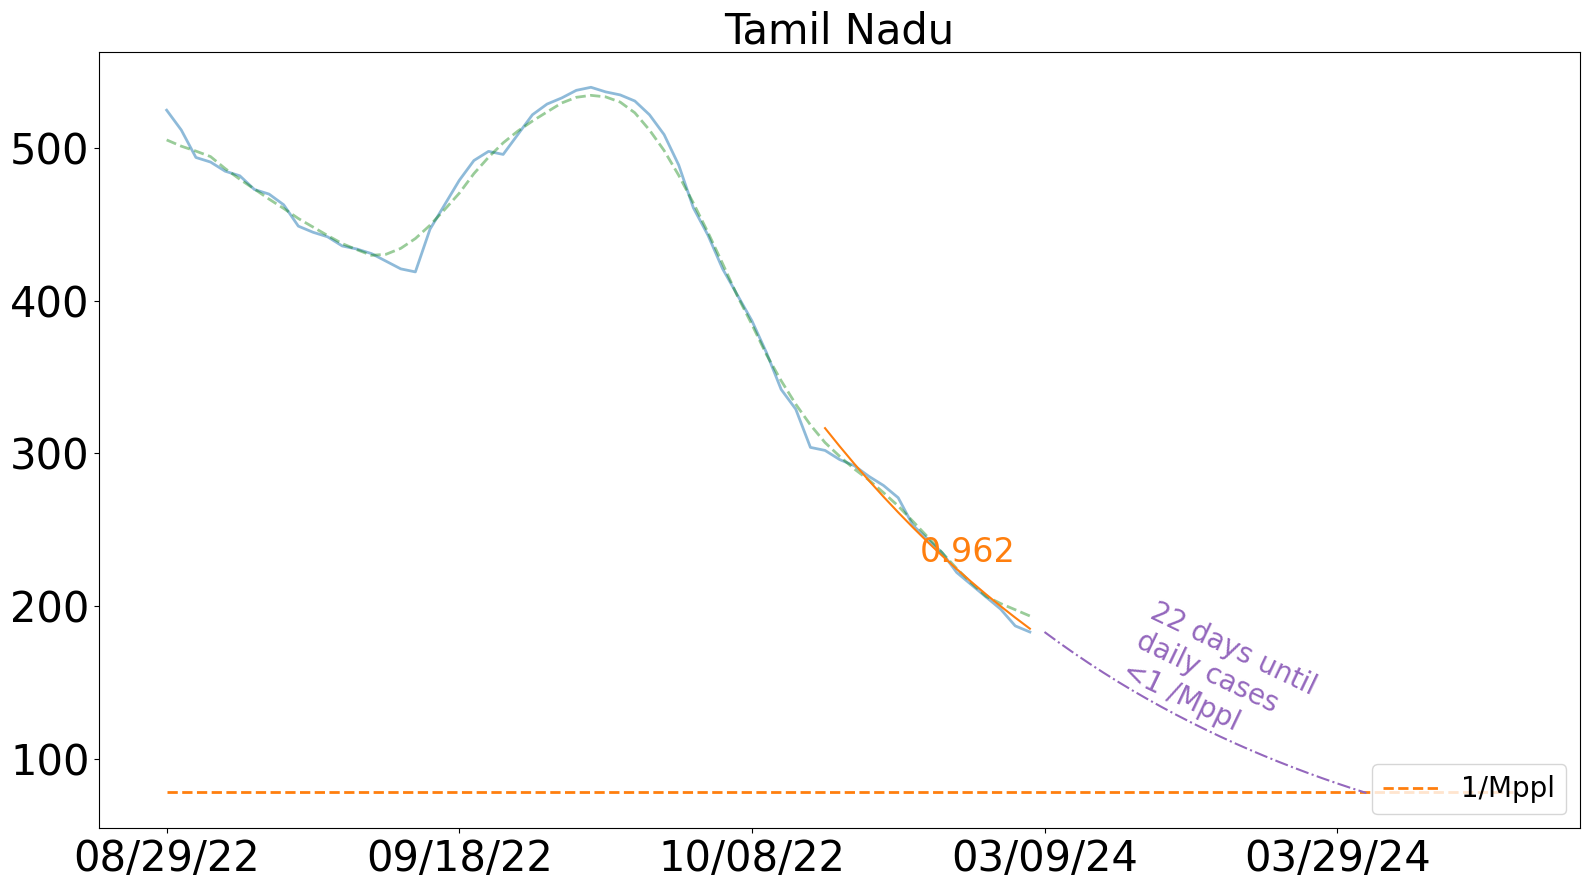 Tamil Nadu
500
400
300
200
100
0.962
22 days until
daily cases
<1 /Mppl
1/Mppl
08/29/22
09/18/22
10/08/22
03/09/24
03/29/24